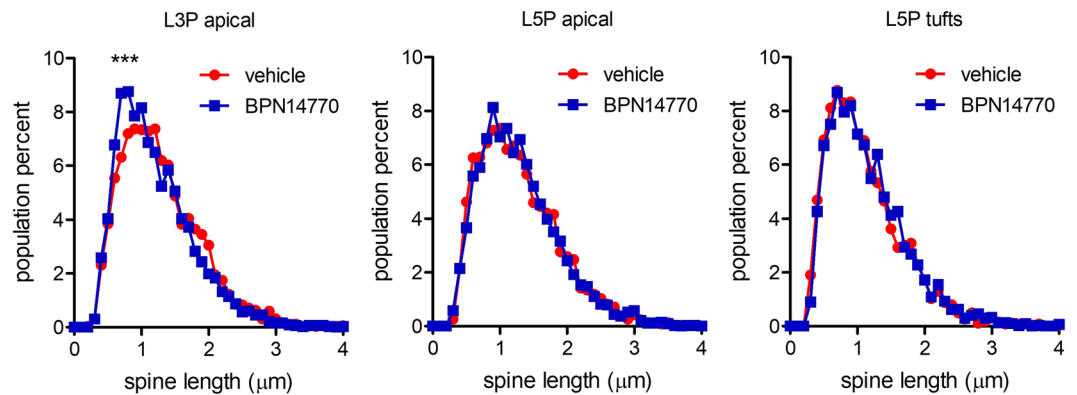 L3P apical
L5P apical
L5P tufts
10
8
6
4
2
0
population percent
***
vehicle
BPN14770
0 1 2 3 4
spine length (μm)
10
8
6
4
2
0
population percent
vehicle
BPN14770
0 1 2 3 4
spine length (μm)
10
8
6
4
2
0
population percent
vehicle
BPN14770
0 1 2 3 4
spine length (μm)